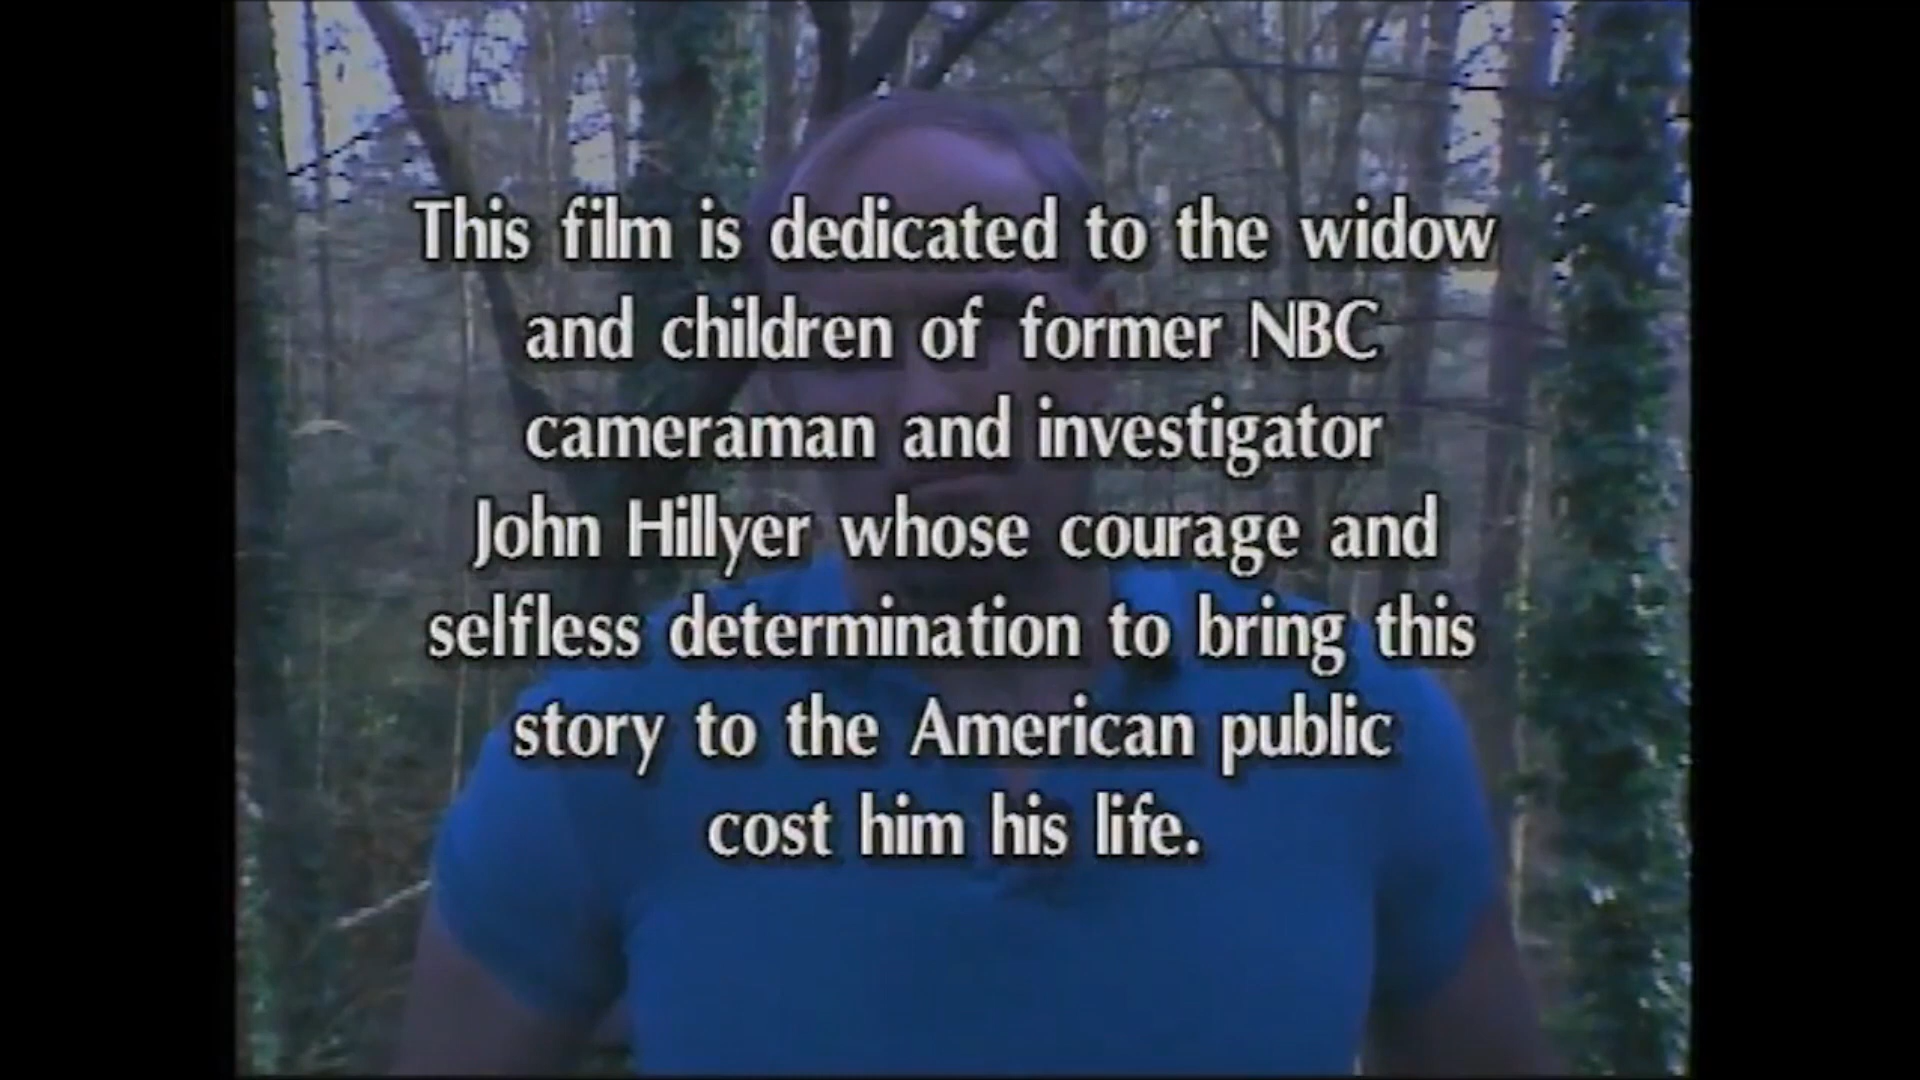 This film is dedicated to the widow
and children of former NBC
cameraman and investigator
John Hillyer whose courage and
selfless determination to bring this
story to the American public
cost him his life.